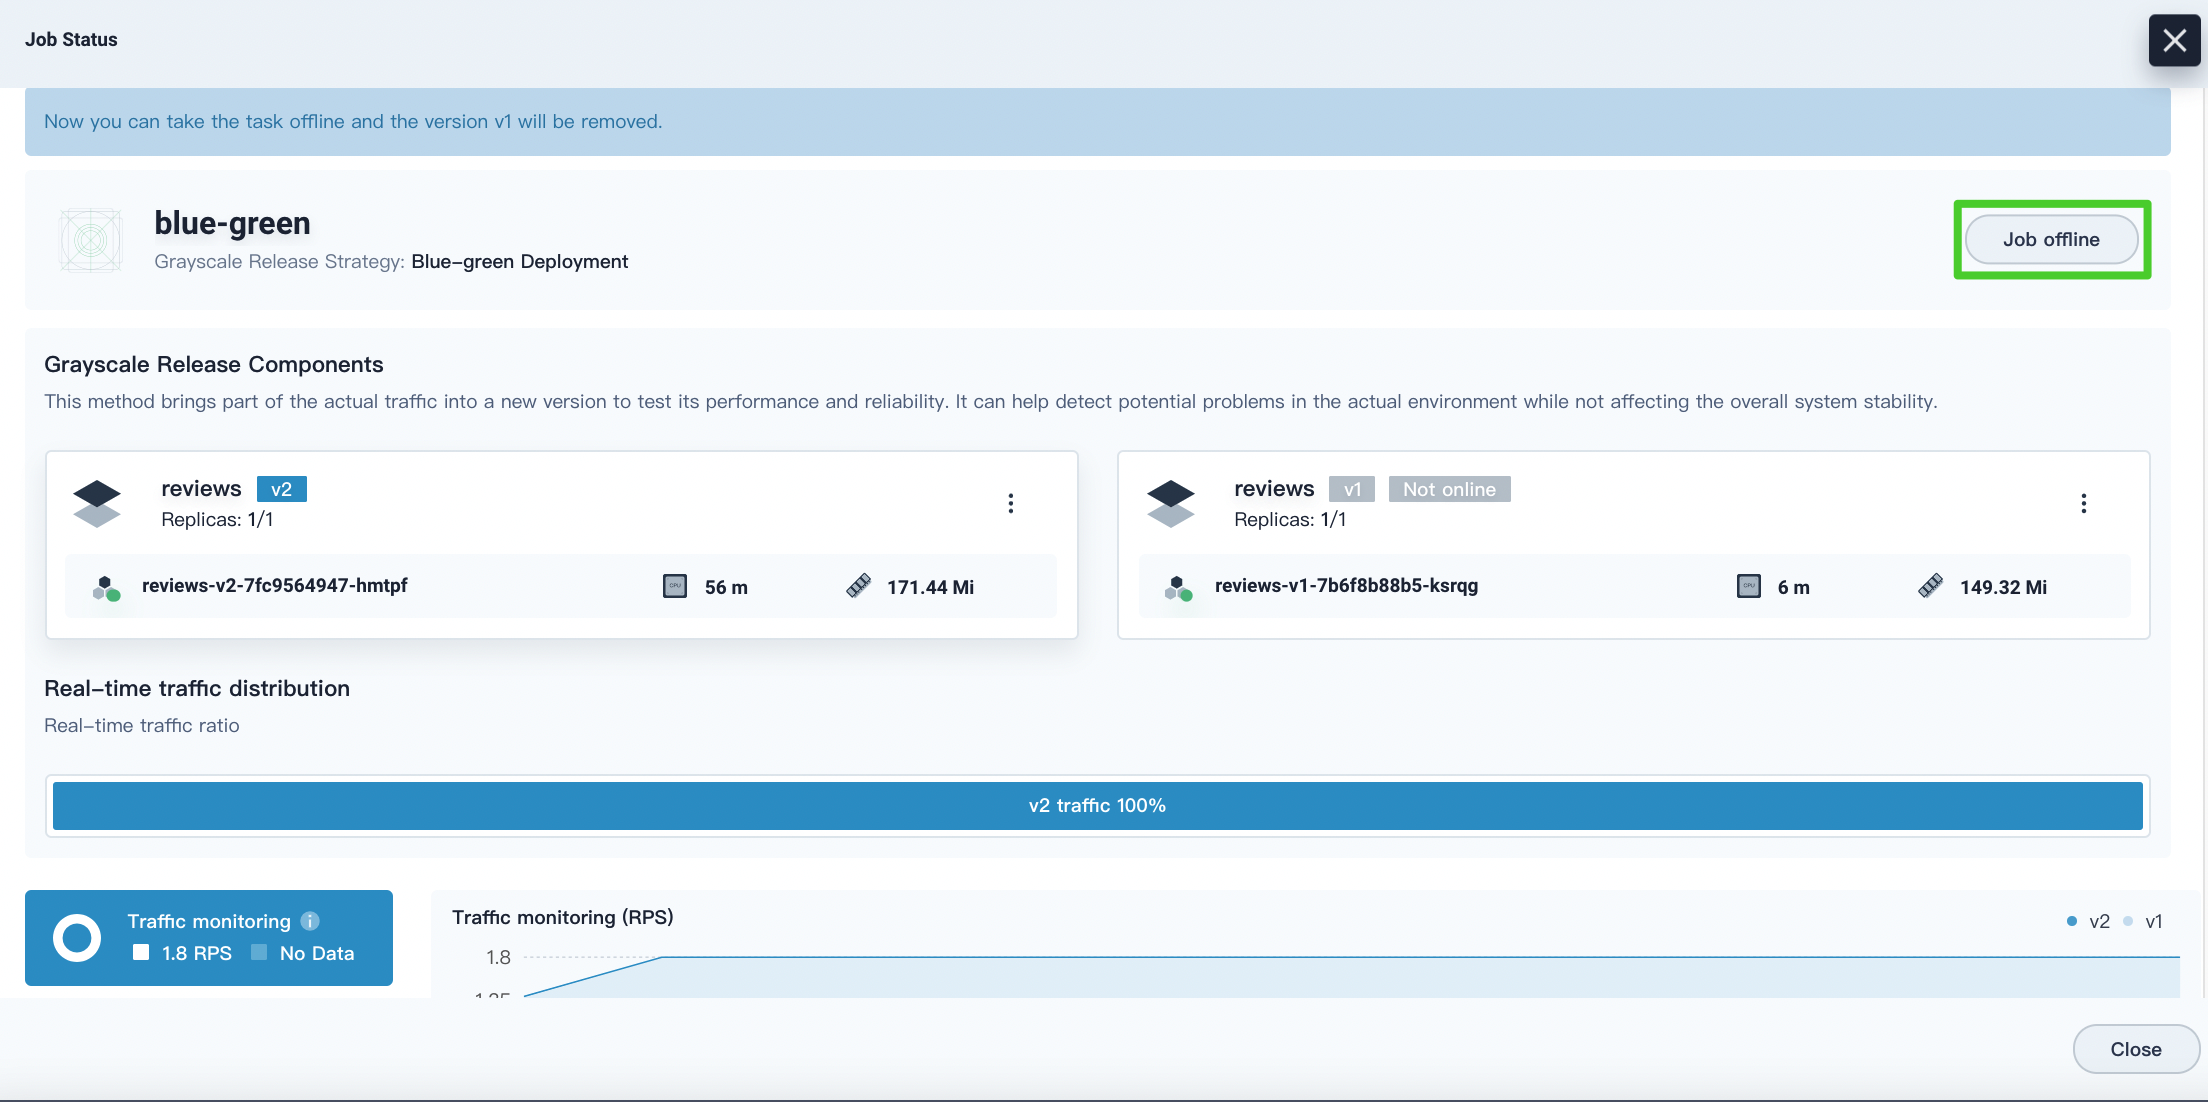 Job Status
Now you can take the task offline and the version v1 will be removed.
blue-green
Grayscale Release Strategy: Blue-green Deployment
Job offline
Grayscale Release Components
This method brings part of the actual traffic into a new version to test its performance and reliability. It can help detect potential problems in the actual environment while not affecting the overall system stability.
reviews v2
Replicas: 1/1
reviews-v2-7fc9564947-hmtpf
CPU
56 m
171.44 Mi
reviews v1 Not online
Replicas: 1/1
reviews-v1-7b6f8b88b5-ksrqg
CPU
6 m
149.32 Mi
Real-time traffic distribution
Real-time traffic ratio
v2 traffic 100%
Traffic monitoring
1.8 RPS No Data
Traffic monitoring (RPS)
v2 v1
1.8
Close